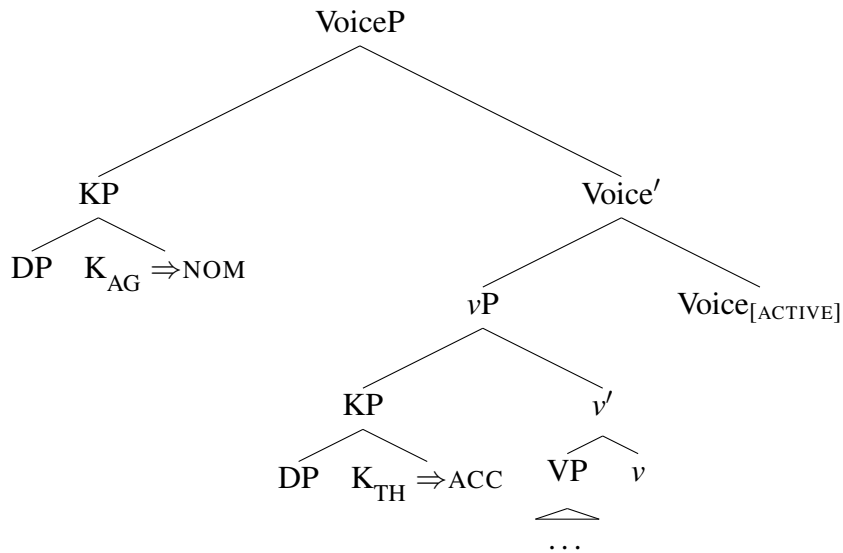 VoiceP
KP Voice′
DP K_AG ⇒NOM
vP Voice[ACTIVE]
KP v′
DP K_TH ⇒ACC VP v
...